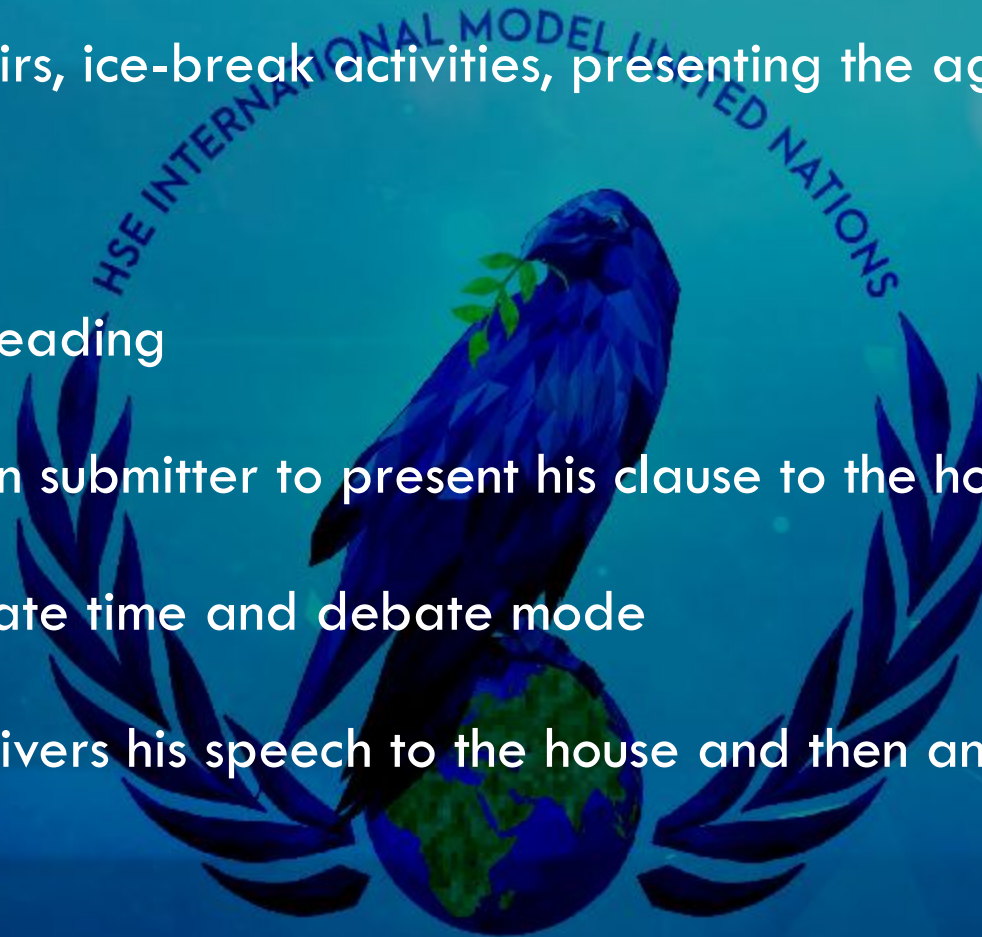 HSE INTERNATIONAL MODEL UNITED NATIONS
irs, ice-break activities, presenting the ag
eading
n submitter to present his clause to the ho
ate time and debate mode
ivers his speech to the house and then an